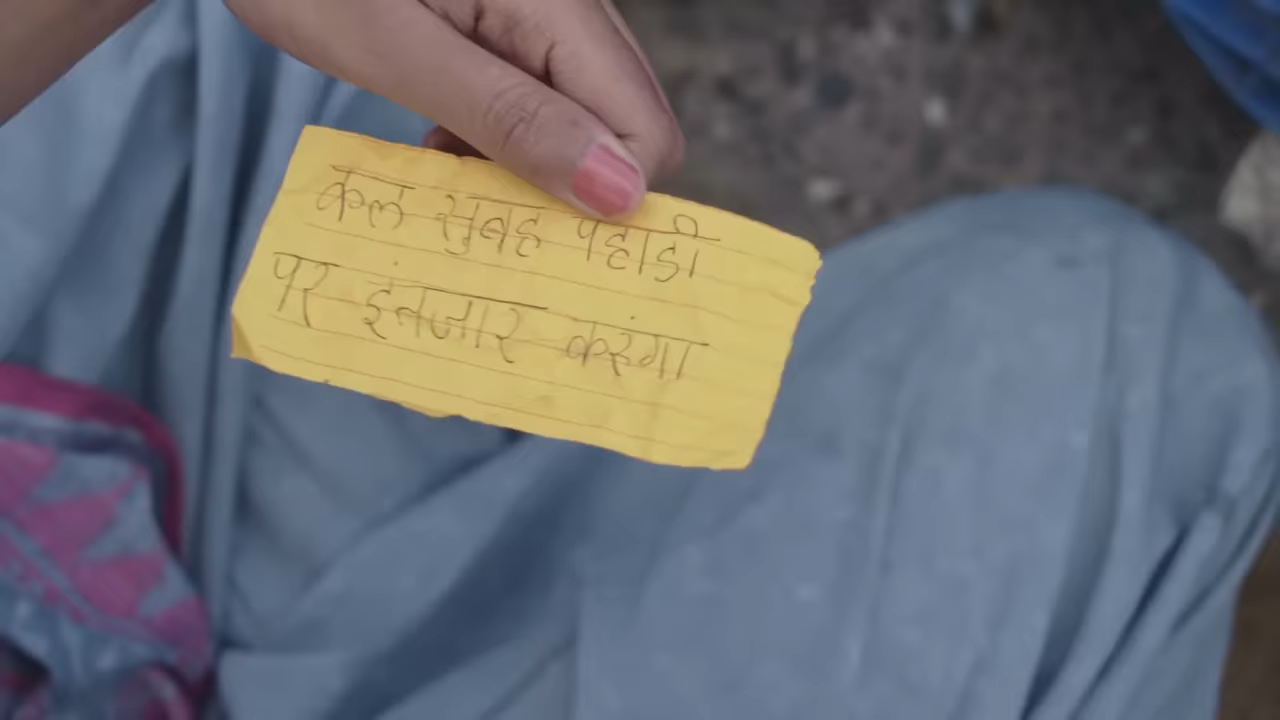 कल सुबह पहाडी
पर इंतजार करुंगा